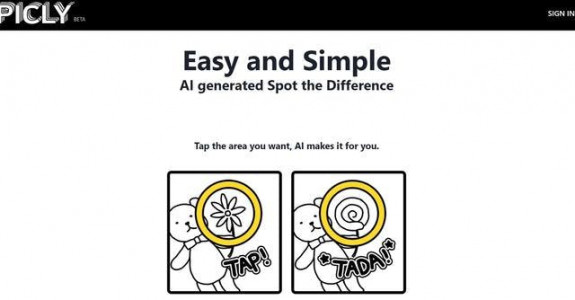 PICLY BETA
SIGN IN
Easy and Simple
AI generated Spot the Difference
Tap the area you want, AI makes it for you.
TAP!
TADA!